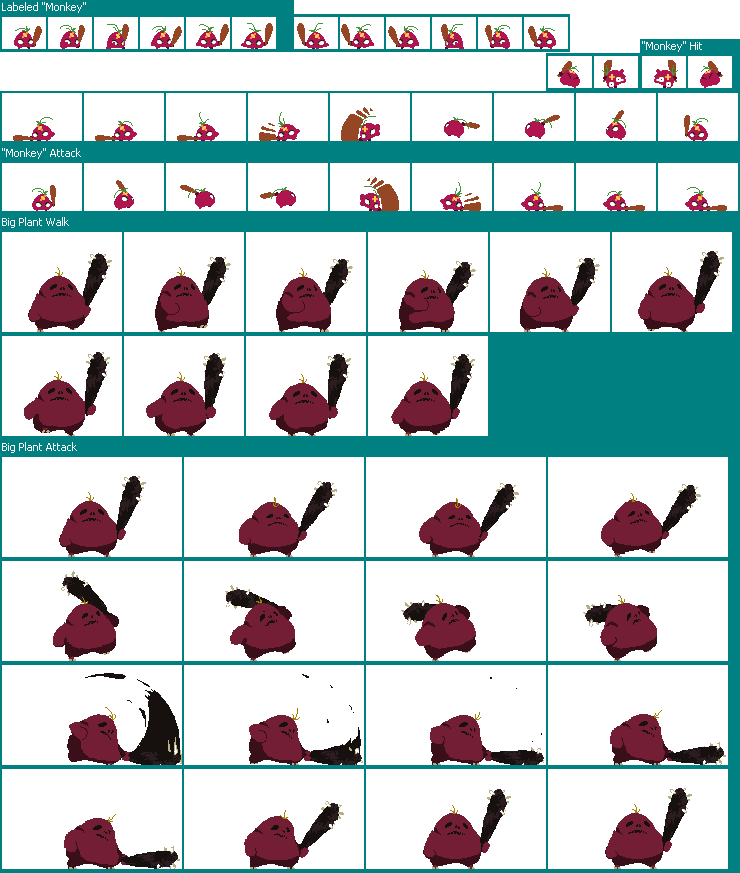 Labeled "Monkey"
"Monkey" Hit
"Monkey" Attack
Big Plant Walk
Big Plant Attack